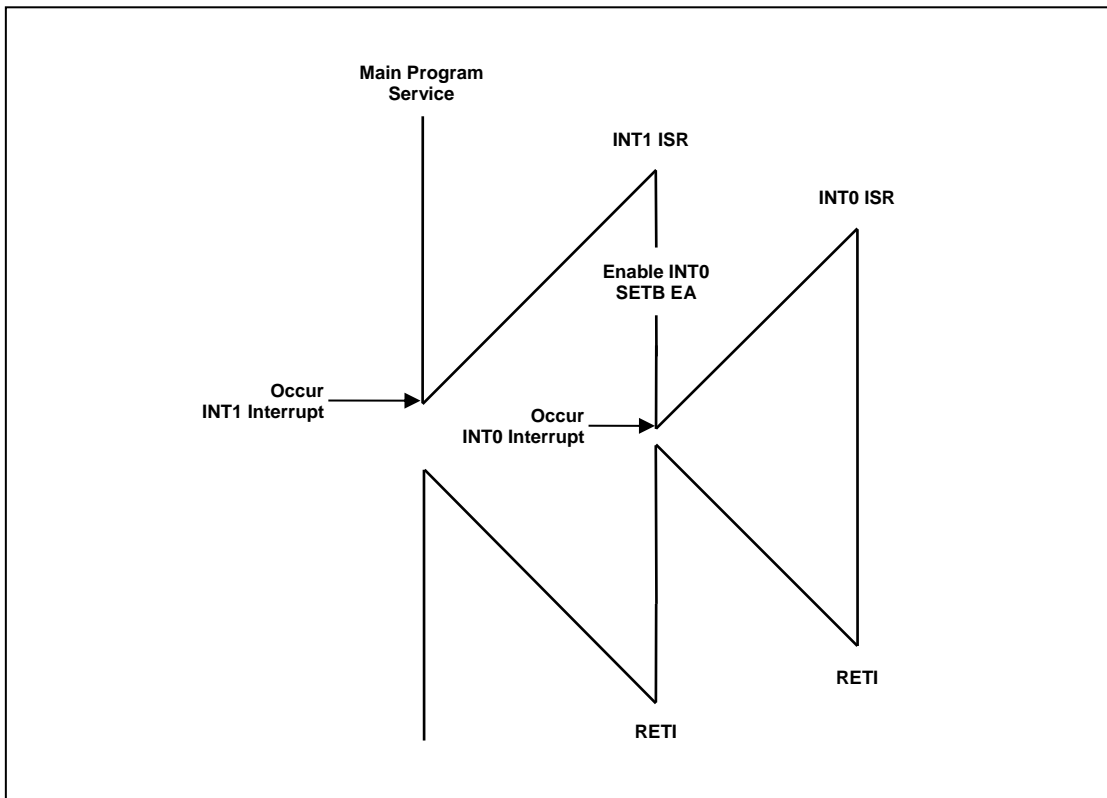 Main Program
Service
INT1 ISR
INT0 ISR
Enable INT0
SETB EA
Occur
INT1 Interrupt
Occur
INT0 Interrupt
RETI
RETI